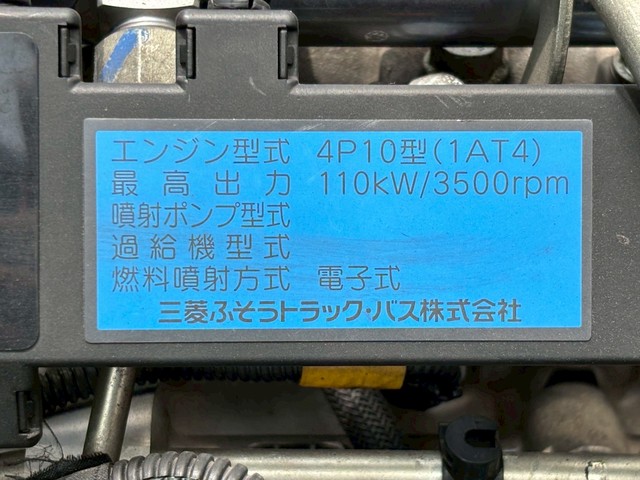 エンジン型式 4P10型(1AT4)
最高出力 110kW/3500rpm
噴射ポンプ型式
過給機型式
燃料噴射方式 電子式
三菱ふそうトラック・バス株式会社